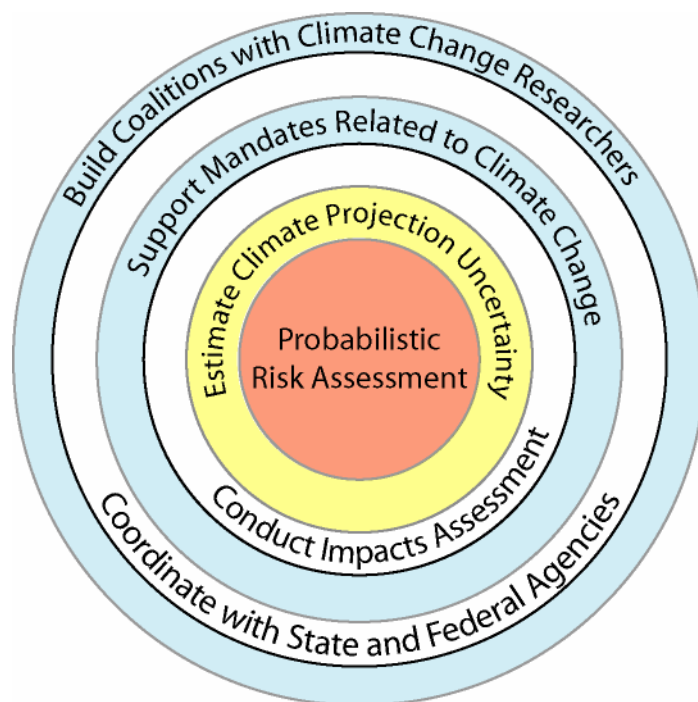 Build Coalitions with Climate Change Researchers
Support Mandates Related to Climate Change
Estimate Climate Projection Uncertainty
Probabilistic
Risk Assessment
Conduct Impacts Assessment
Coordinate with State and Federal Agencies